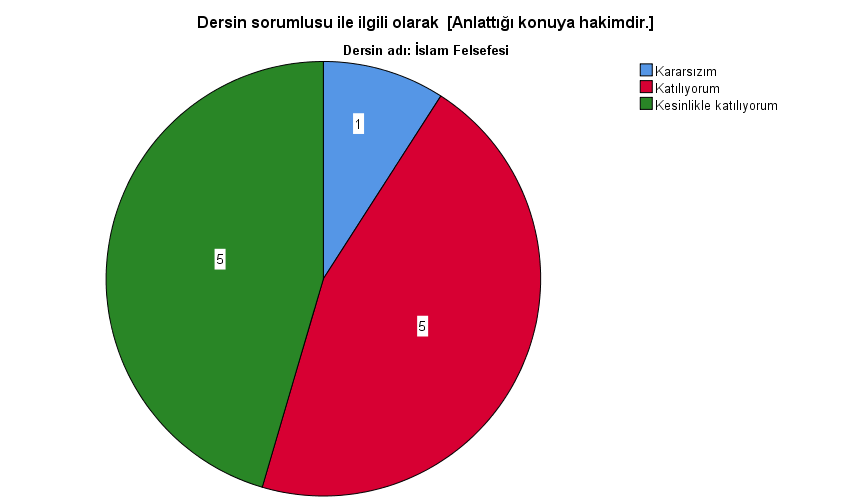 Dersin sorumlusu ile ilgili olarak [Anlattığı konuya hakimdir.]
Dersin adı: İslam Felsefesi
Kararsızım
Katılıyorum
Kesinlikle katılıyorum
1
5
5